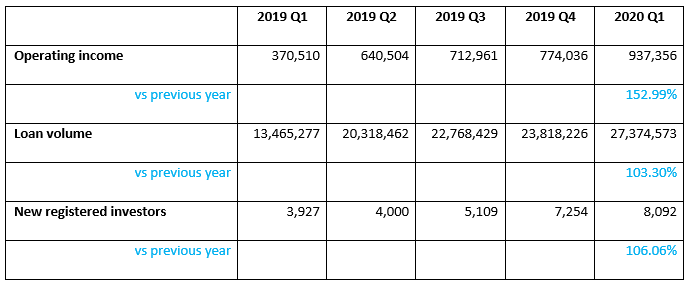 2019 Q1 2019 Q2 2019 Q3 2019 Q4 2020 Q1
Operating income 370,510 640,504 712,961 774,036 937,356
vs previous year 152.99%
Loan volume 13,465,277 20,318,462 22,768,429 23,818,226 27,374,573
vs previous year 103.30%
New registered investors 3,927 4,000 5,109 7,254 8,092
vs previous year 106.06%